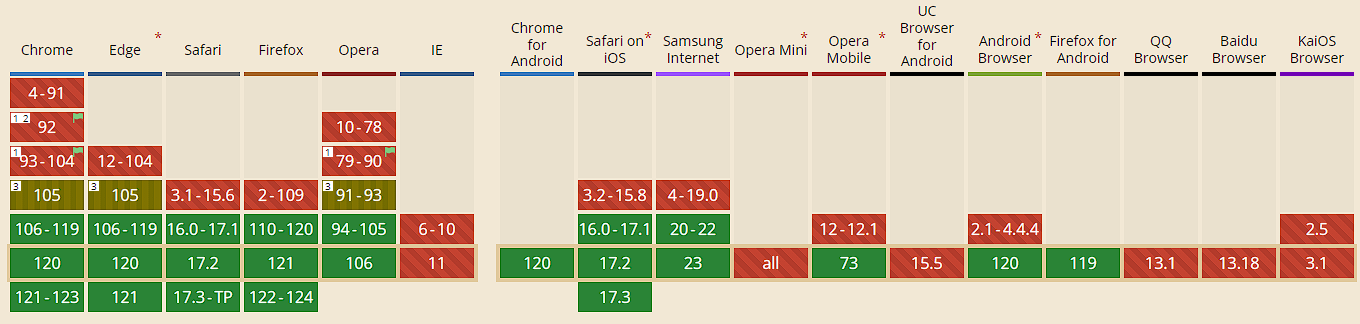 Chrome Edge * Safari Firefox Opera IE Chrome for Android Safari on iOS * Samsung Internet Opera Mini * Opera Mobile * UC Browser for Android Android Browser * Firefox for Android QQ Browser Baidu Browser KaiOS Browser
4-91
1 2 92 10-78
1 93-104 12-104 1 79-90
3 105 3 105 3.1-15.6 2-109 3 91-93 3.2-15.8 4-19.0
106-119 106-119 16.0-17.1 110-120 94-105 6-10 16.0-17.1 20-22 12-12.1 2.1-4.4.4 2.5
120 120 17.2 121 106 11 120 17.2 23 all 73 15.5 120 119 13.1 13.18 3.1
121-123 121 17.3-TP 122-124 17.3